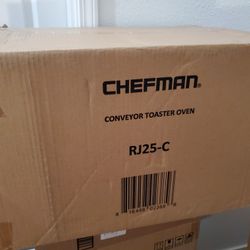 CHEFMAN®
CONVEYOR TOASTER OVEN
RJ25-C